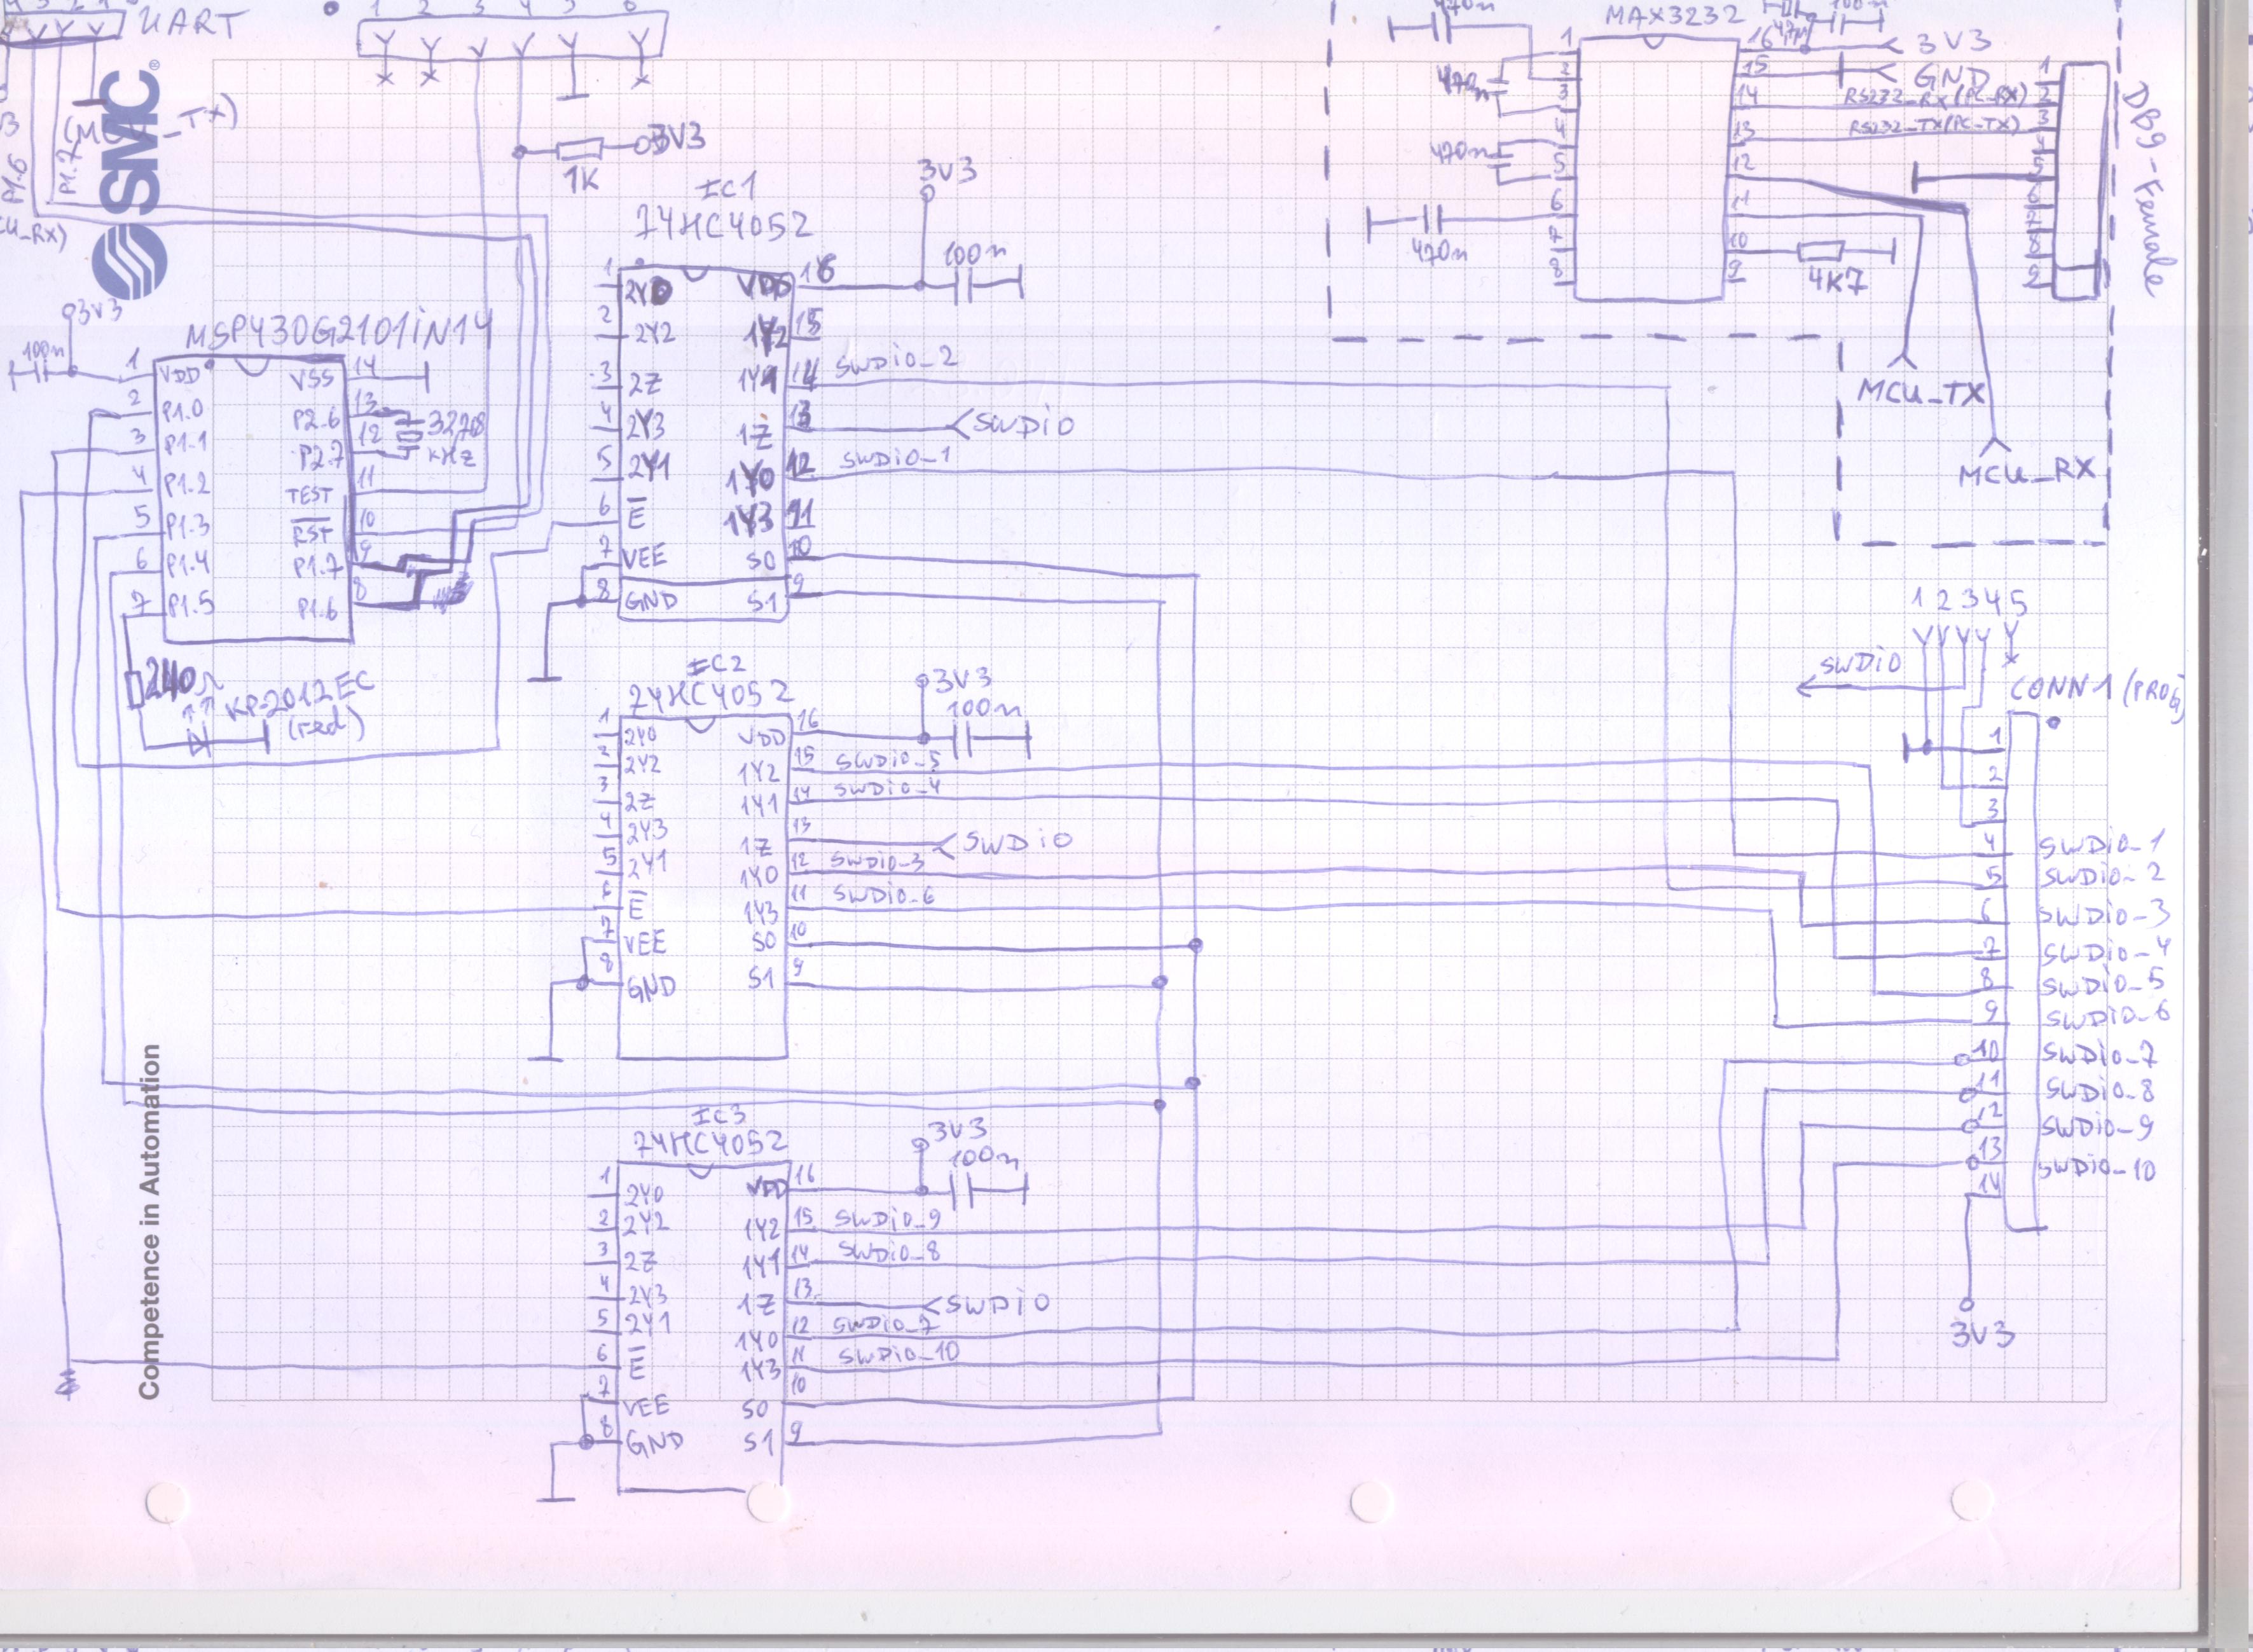 UART
1 2 3 4 5 6
3V3
1K
P1.6
P1.7
(MCU_TX)
CU_RX)
SMC®
Competence in Automation
3V3
100n
MSP430G2101iN14
1 VDD VSS 14
2 P1.0 P2.6 13
3 P1.1 P2.7 12
4 P1.2 TEST 11
5 P1.3 RST 10
6 P1.4 P1.7 9
7 P1.5 P1.6 8
32768
kHz
240Ω
KP-2012EC
(red)
IC1
74HC4052
3V3
100n
1 2Y0 VDD 16
2 2Y2 1Y2 15
3 2Z 1Y1 14 SWDiO_2
4 2Y3 1Z 13 SWDiO
5 2Y1 1Y0 12 SWDiO_1
6 E 1Y3 11
7 VEE S0 10
8 GND S1 9
IC2
74HC4052
3V3
100n
1 2Y0 VDD 16
2 2Y2 1Y2 15 SWDiO_5
3 2Z 1Y1 14 SWDiO_4
4 2Y3 1Z 13 SWDiO
5 2Y1 1Y0 12 SWDiO_3
6 E 1Y3 11 SWDiO_6
7 VEE S0 10
8 GND S1 9
IC3
74HC4052
3V3
100n
1 2Y0 VDD 16
2 2Y2 1Y2 15 SWDiO_9
3 2Z 1Y1 14 SWDiO_8
4 2Y3 1Z 13 SWDiO
5 2Y1 1Y0 12 SWDiO_7
6 E 1Y3 11 SWDiO_10
7 VEE S0 10
8 GND S1 9
MAX3232
470n
470n
470n
470n
100n
1 16 3V3
2 15 GND
3 14 RS232_RX(PC_RX)
4 13 RS232_TX(PC_TX)
5 12
6 11
7 10
8 9
4K7
MCU_TX
MCU_RX
1
2
3
4
5
6
7
8
9
DB9-Female
1 2 3 4 5
SWDiO
CONN1 (PROG)
1
2
3
4 SWDiO_1
5 SWDiO_2
6 SWDiO_3
7 SWDiO_4
8 SWDiO_5
9 SWDiO_6
10 SWDiO_7
11 SWDiO_8
12 SWDiO_9
13 SWDiO_10
14
3V3